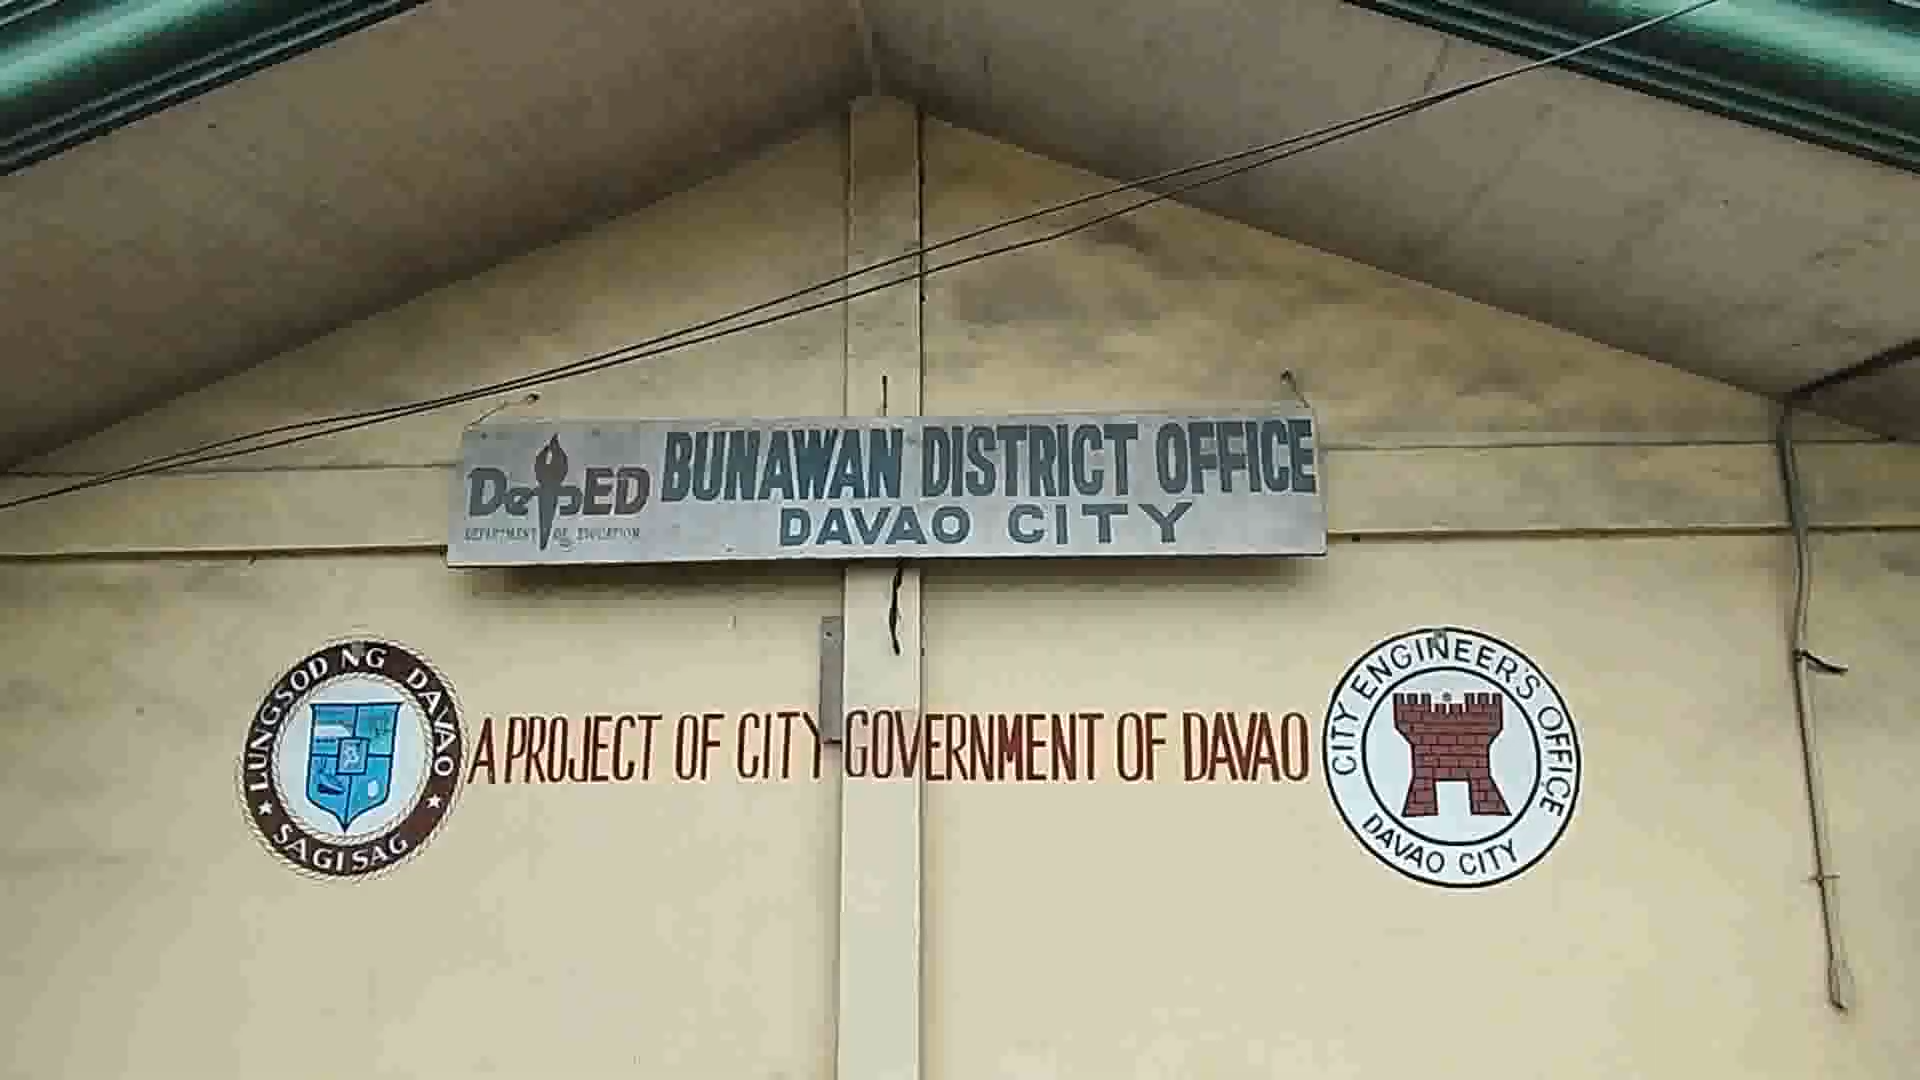 DepED
DEPARTMENT OF EDUCATION
BUNAWAN DISTRICT OFFICE
DAVAO CITY
LUNGSOD NG DAVAO
SAGISAG
A PROJECT OF CITY GOVERNMENT OF DAVAO
CITY ENGINEER'S OFFICE
DAVAO CITY